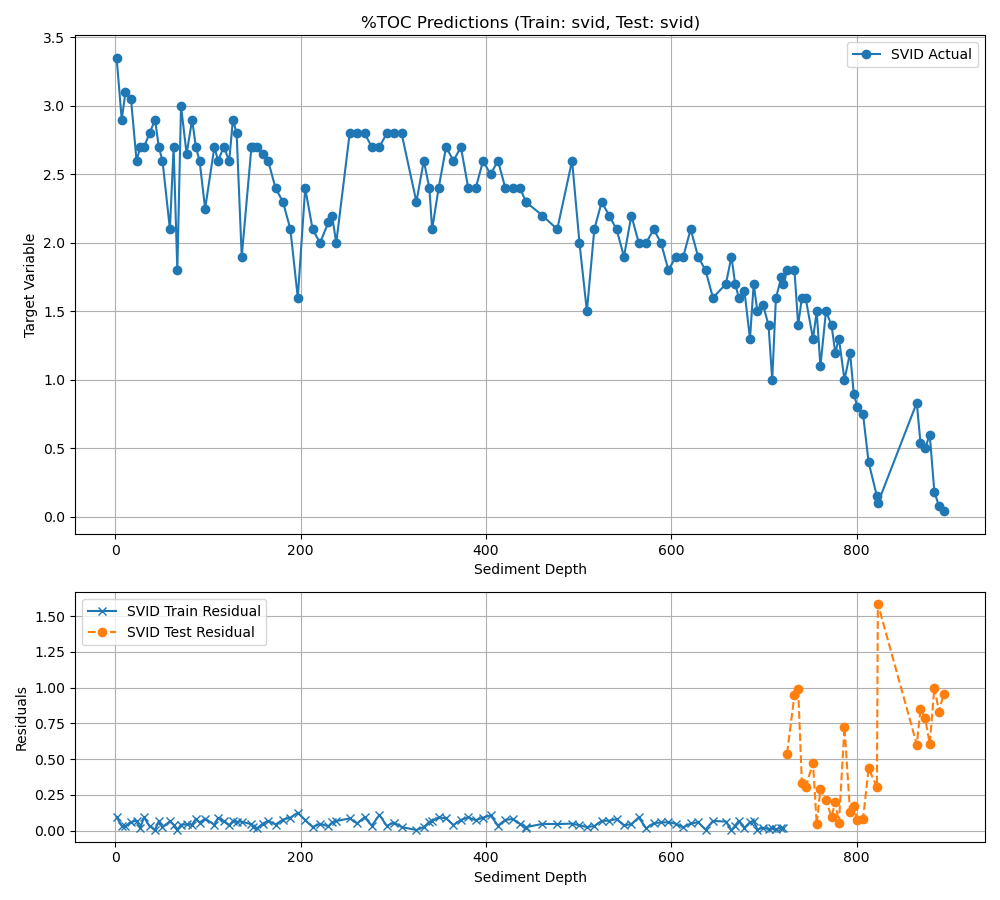 %TOC Predictions (Train: svid, Test: svid)
3.5
3.0
2.5
2.0
1.5
1.0
0.5
0.0
Target Variable
SVID Actual
0 200 400 600 800
Sediment Depth
1.50
1.25
1.00
0.75
0.50
0.25
0.00
Residuals
SVID Train Residual
SVID Test Residual
0 200 400 600 800
Sediment Depth